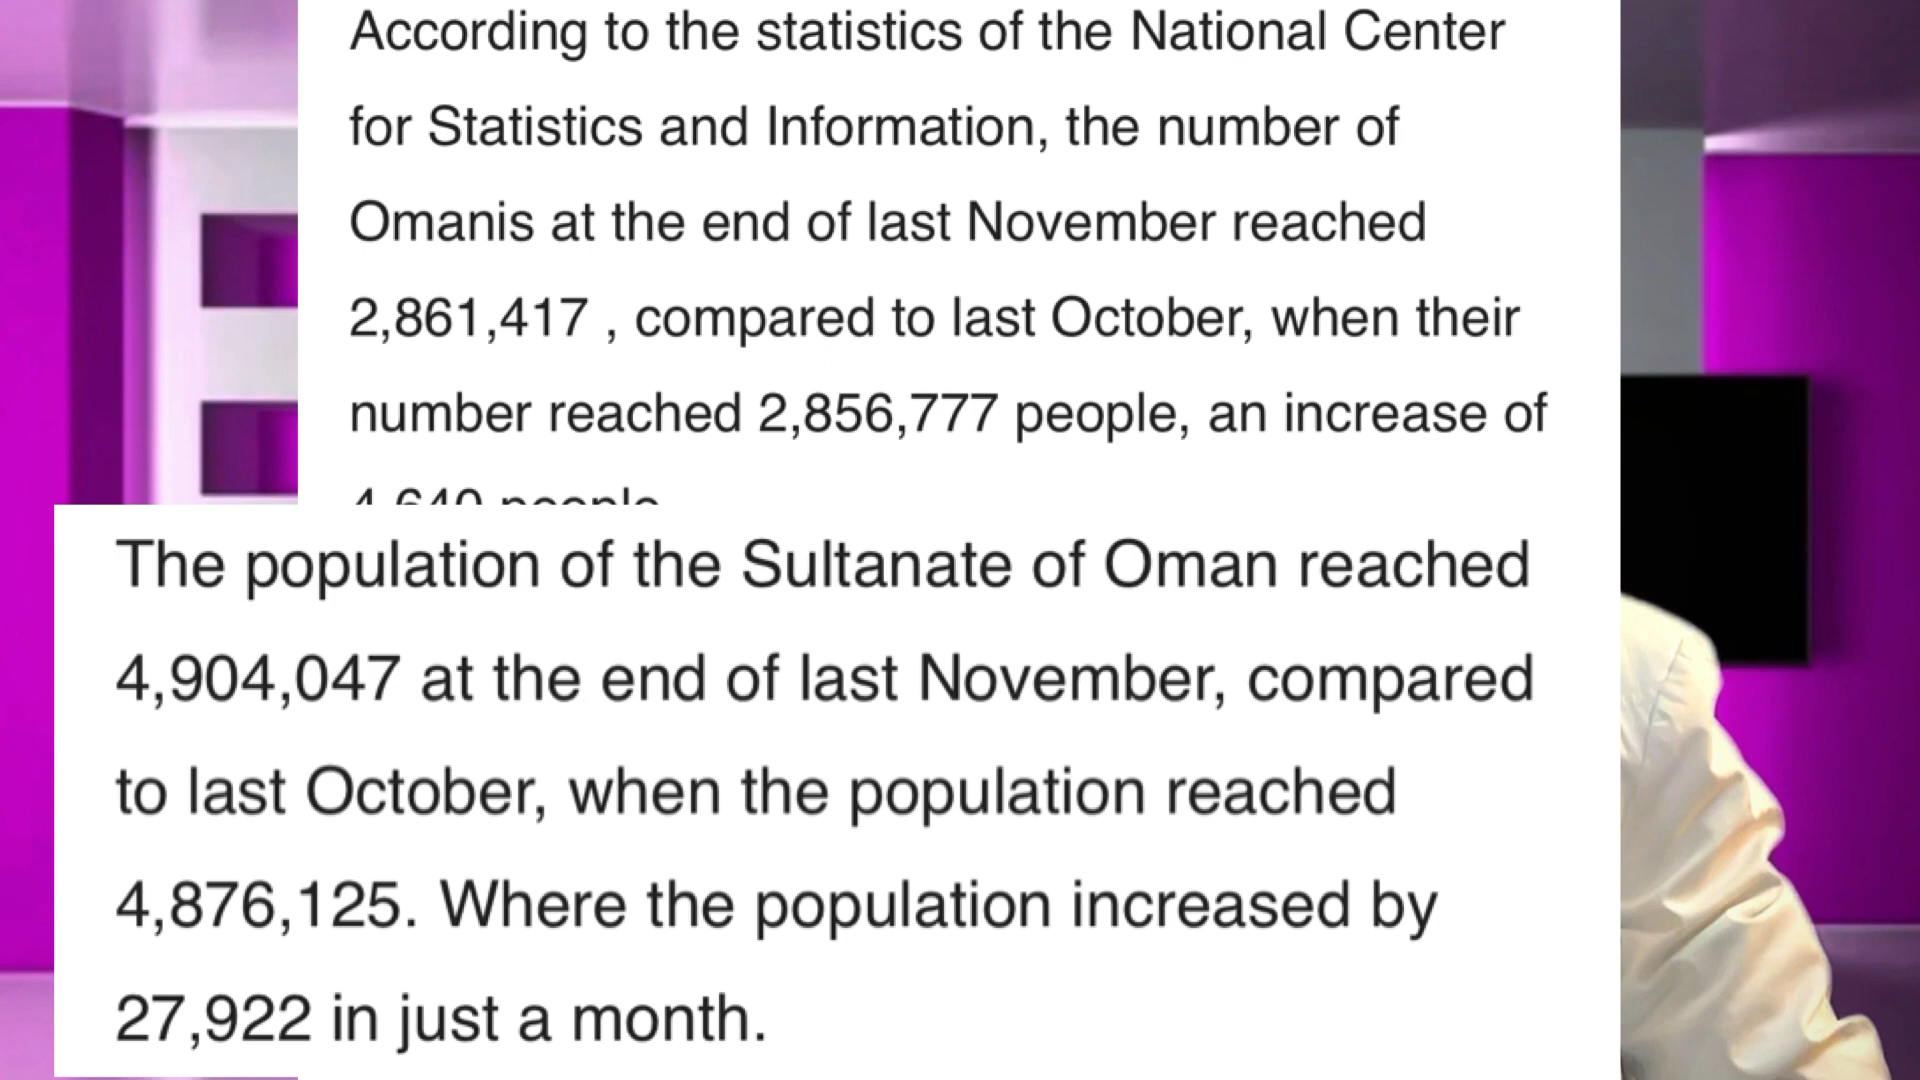 According to the statistics of the National Center
for Statistics and Information, the number of
Omanis at the end of last November reached
2,861,417 , compared to last October, when their
number reached 2,856,777 people, an increase of
4,640 people
The population of the Sultanate of Oman reached
4,904,047 at the end of last November, compared
to last October, when the population reached
4,876,125. Where the population increased by
27,922 in just a month.